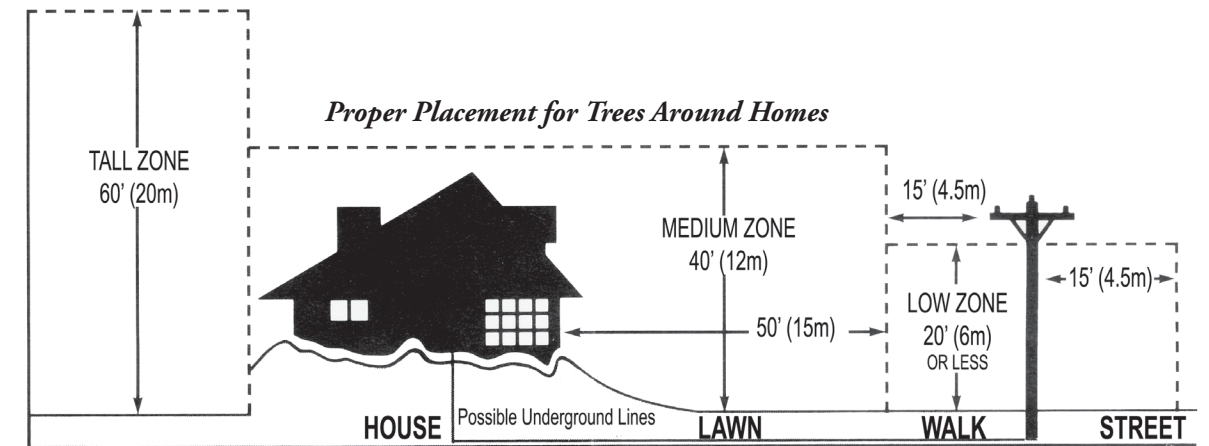 Proper Placement for Trees Around Homes
TALL ZONE
60’ (20m)
MEDIUM ZONE
40’ (12m)
15’ (4.5m)
15’ (4.5m)
LOW ZONE
20’ (6m)
OR LESS
50’ (15m)
HOUSE
Possible Underground Lines
LAWN
WALK
STREET